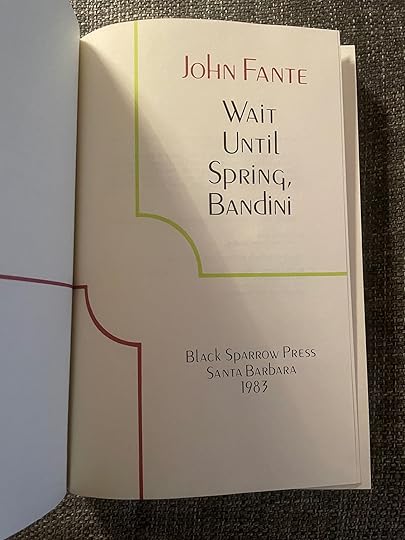 John Fante
Wait
Until
Spring,
Bandini
Black Sparrow Press
Santa Barbara
1983